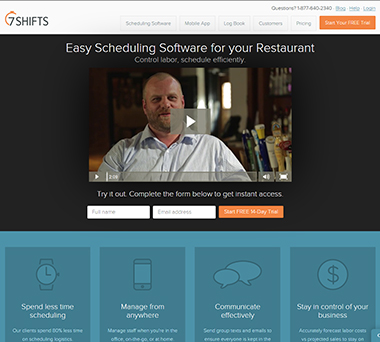 Questions? 1-877-640-2340 Blog Help Login
7SHIFTS
Scheduling Software Mobile App Log Book Customers Pricing Start Your FREE Trial
Easy Scheduling Software for your Restaurant
Control labor, schedule efficiently.
2:08
Try it out. Complete the form below to get instant access.
Full name Email address Start FREE 14-Day Trial
Spend less time scheduling
Our clients spend 80% less time on scheduling logistics
Manage from anywhere
Manage staff when you're in the office, on-the-go, or at home
Communicate effectively
Send group texts and emails to ensure everyone is kept in the
Stay in control of your business
Accurately forecast labor costs vs projected sales to stay on